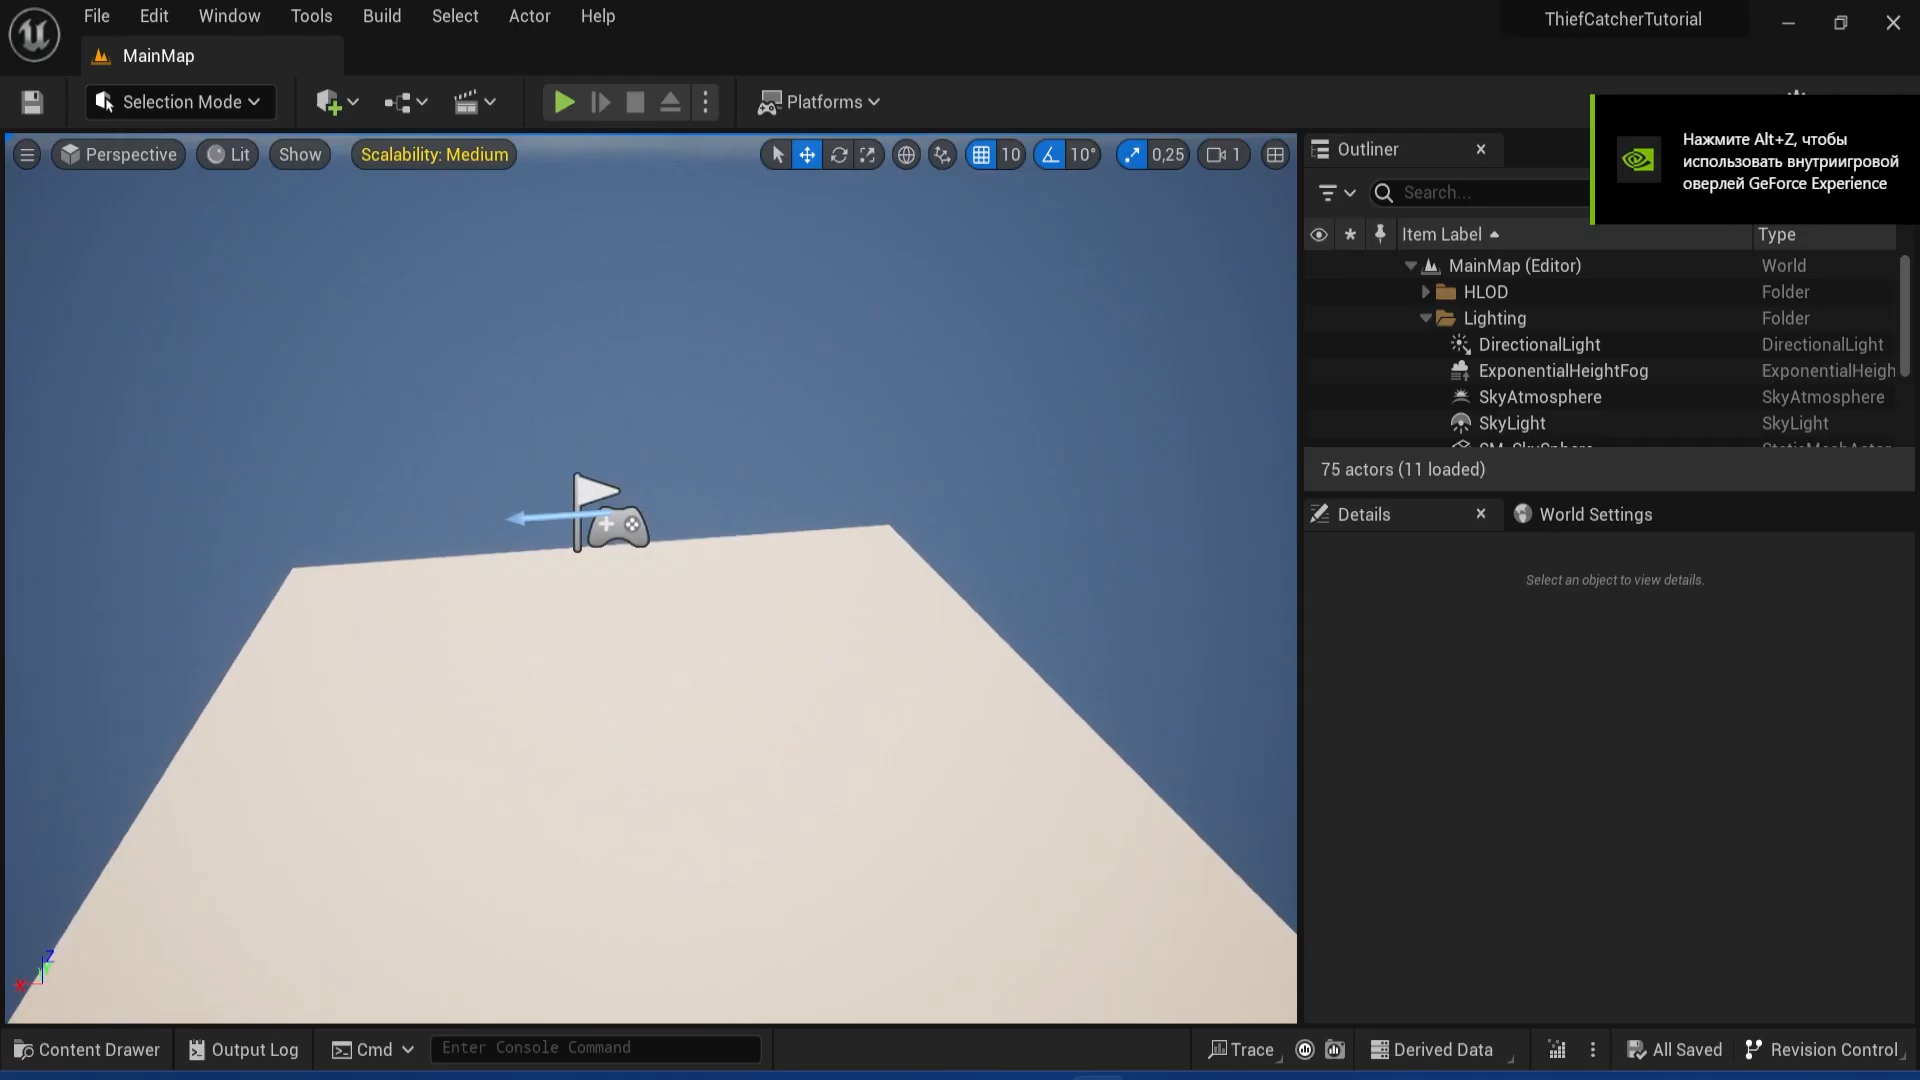 File Edit Window Tools Build Select Actor Help
ThiefCatcherTutorial
MainMap
Selection Mode
Platforms
Нажмите Alt+Z, чтобы
использовать внутриигровой
оверлей GeForce Experience
Perspective Lit Show Scalability: Medium 10 10° 0,25 1
Outliner
Search...
Item Label Type
MainMap (Editor) World
HLOD Folder
Lighting Folder
DirectionalLight DirectionalLight
ExponentialHeightFog ExponentialHeigh
SkyAtmosphere SkyAtmosphere
SkyLight SkyLight
SM_SkySphere StaticMeshActor
75 actors (11 loaded)
Details World Settings
Select an object to view details.
Z
Y
X
Content Drawer Output Log Cmd Enter Console Command Trace Derived Data All Saved Revision Control